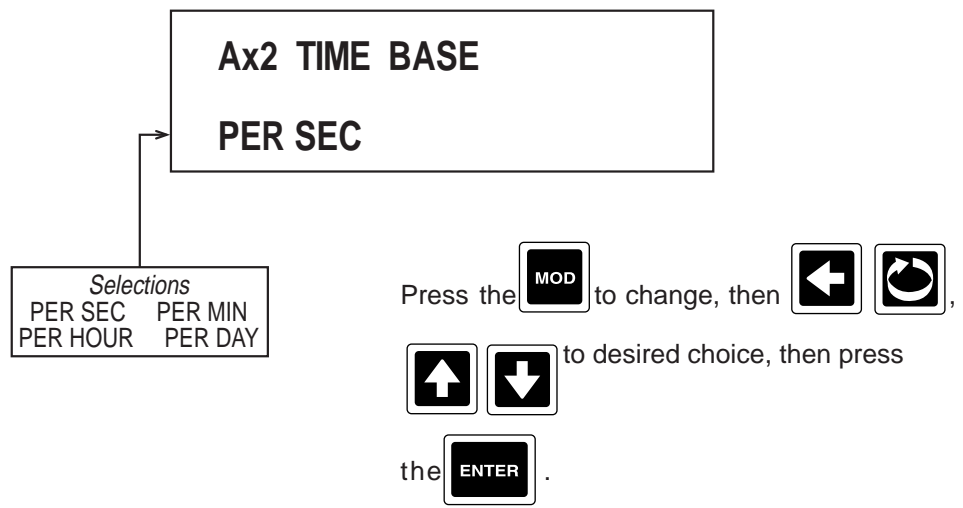 Ax2 TIME BASE
PER SEC
Selections
PER SEC PER MIN
PER HOUR PER DAY
Press the MOD to change, then ,
to desired choice, then press
the ENTER .